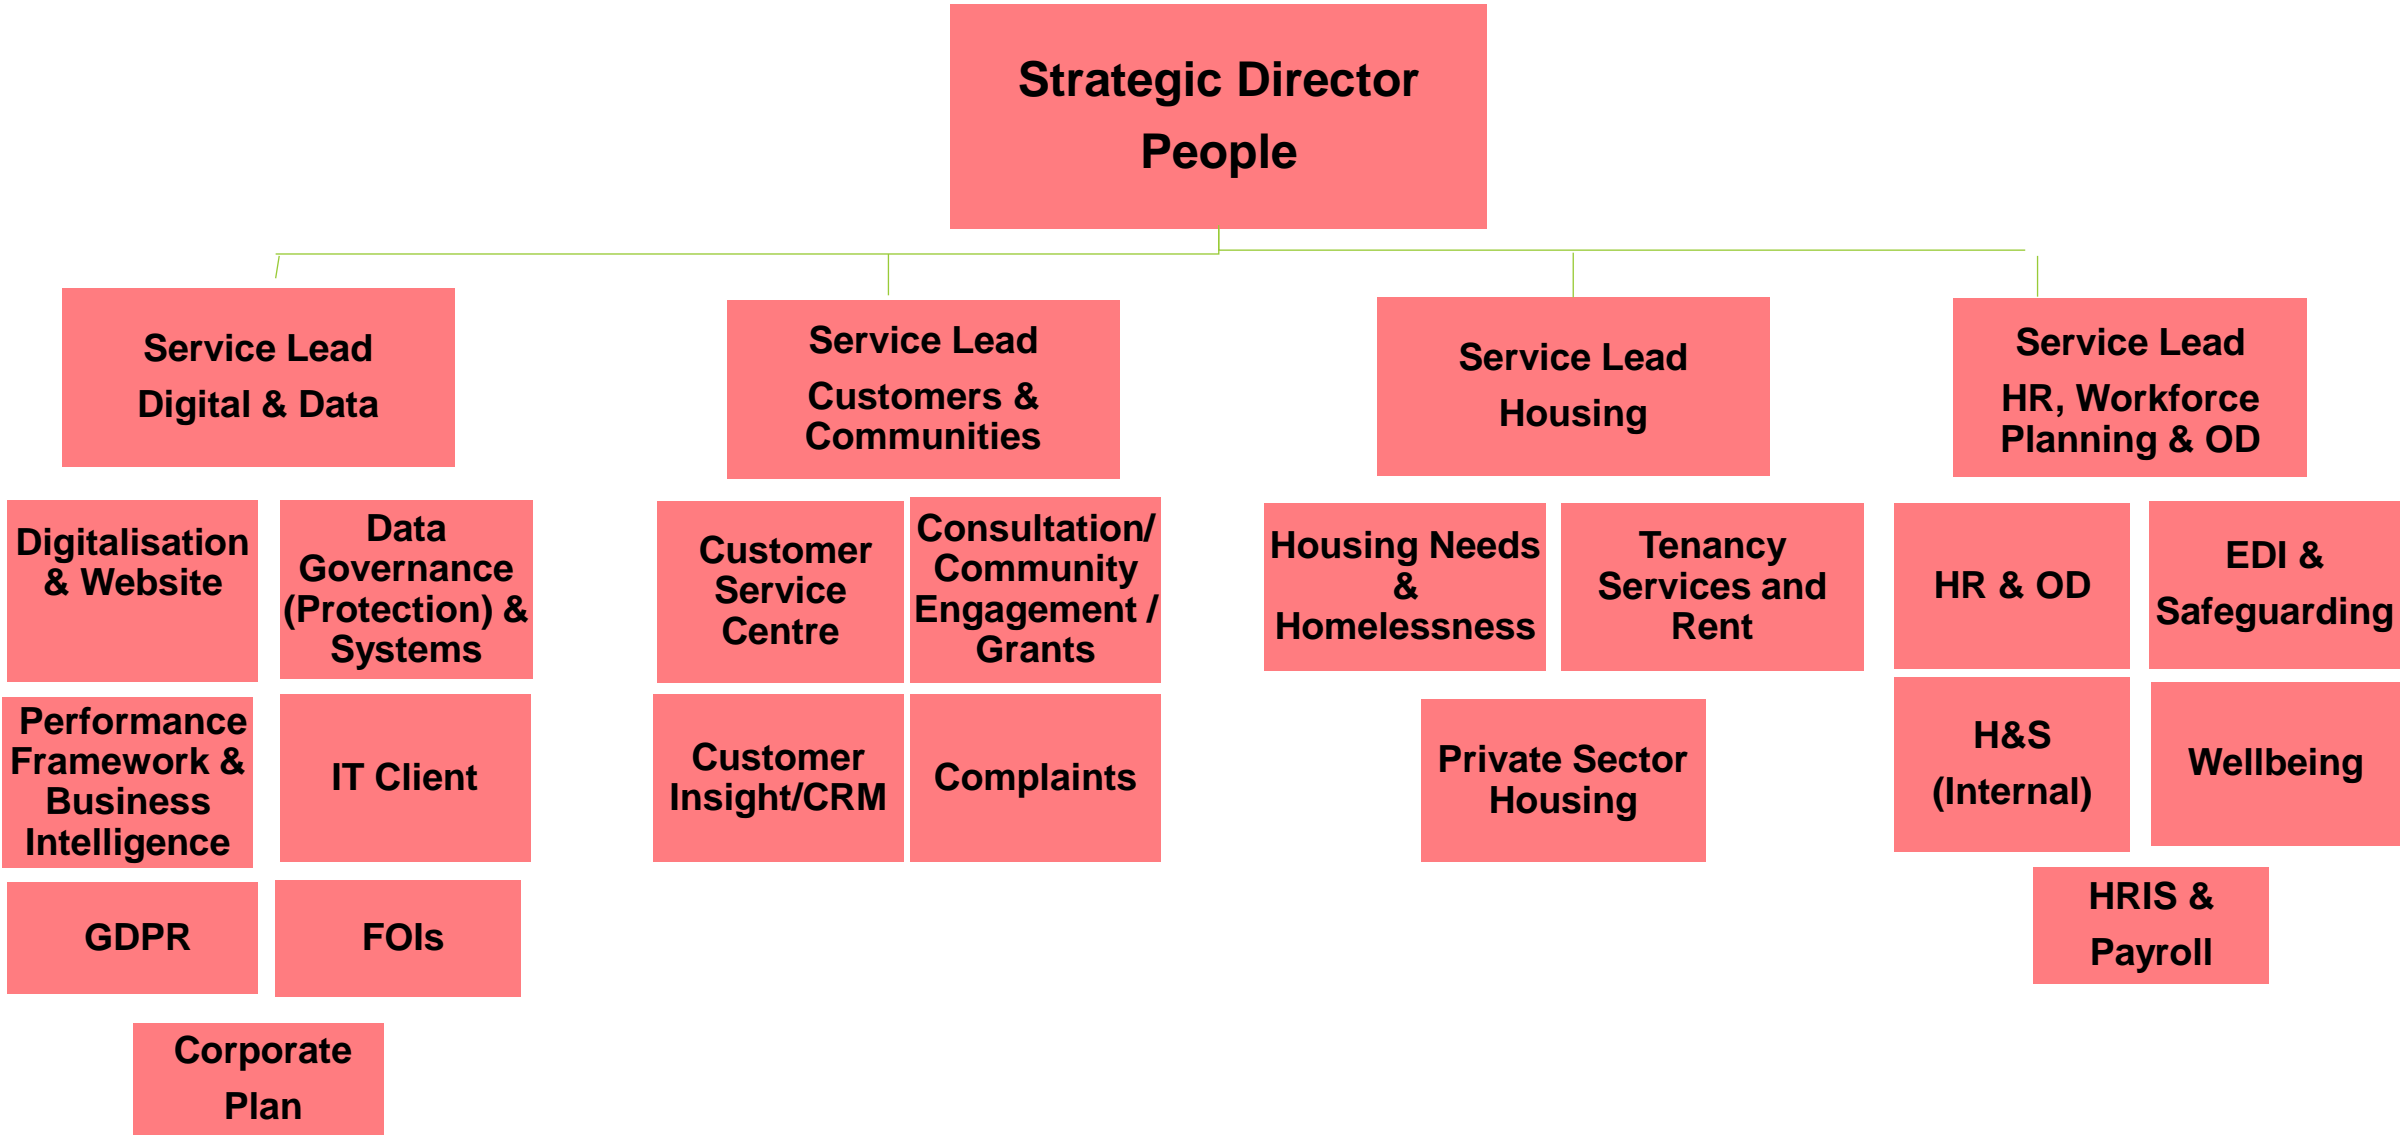 Strategic Director
People
Service Lead
Digital & Data
Service Lead
Customers &
Communities
Service Lead
Housing
Service Lead
HR, Workforce
Planning & OD
Digitalisation
& Website
Data
Governance
(Protection) &
Systems
Performance
Framework &
Business
Intelligence
IT Client
GDPR
FOIs
Corporate
Plan
Customer
Service
Centre
Consultation/
Community
Engagement /
Grants
Customer
Insight/CRM
Complaints
Housing Needs
&
Homelessness
Tenancy
Services and
Rent
Private Sector
Housing
HR & OD
EDI &
Safeguarding
H&S
(Internal)
Wellbeing
HRIS &
Payroll